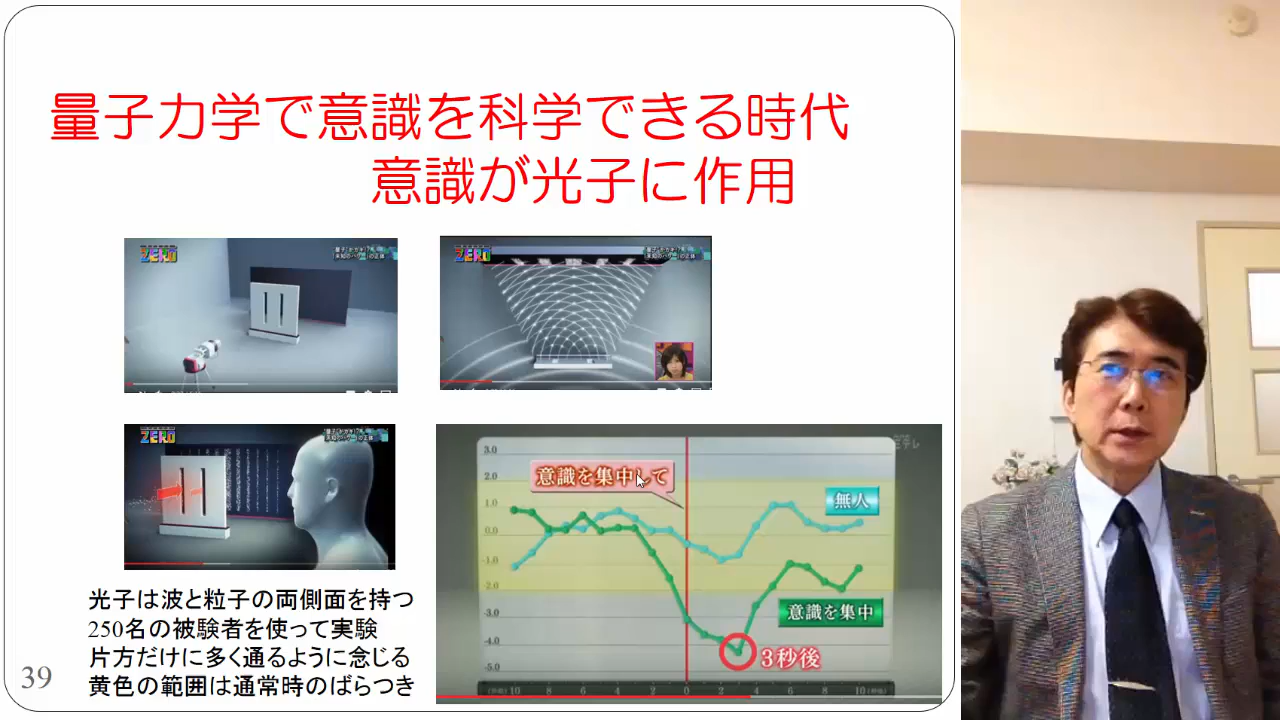 量子力学で意識を科学できる時代
意識が光子に作用
ZERO
ZERO
ZERO
3.0
2.0
1.0
0.0
-1.0
-2.0
-3.0
-4.0
-5.0
意識を集中して
無人
意識を集中
3秒後
10 8 6 4 2 0 2 4 6 8 10
光子は波と粒子の両側面を持つ
250名の被験者を使って実験
片方だけに多く通るように念じる
黄色の範囲は通常時のばらつき
39